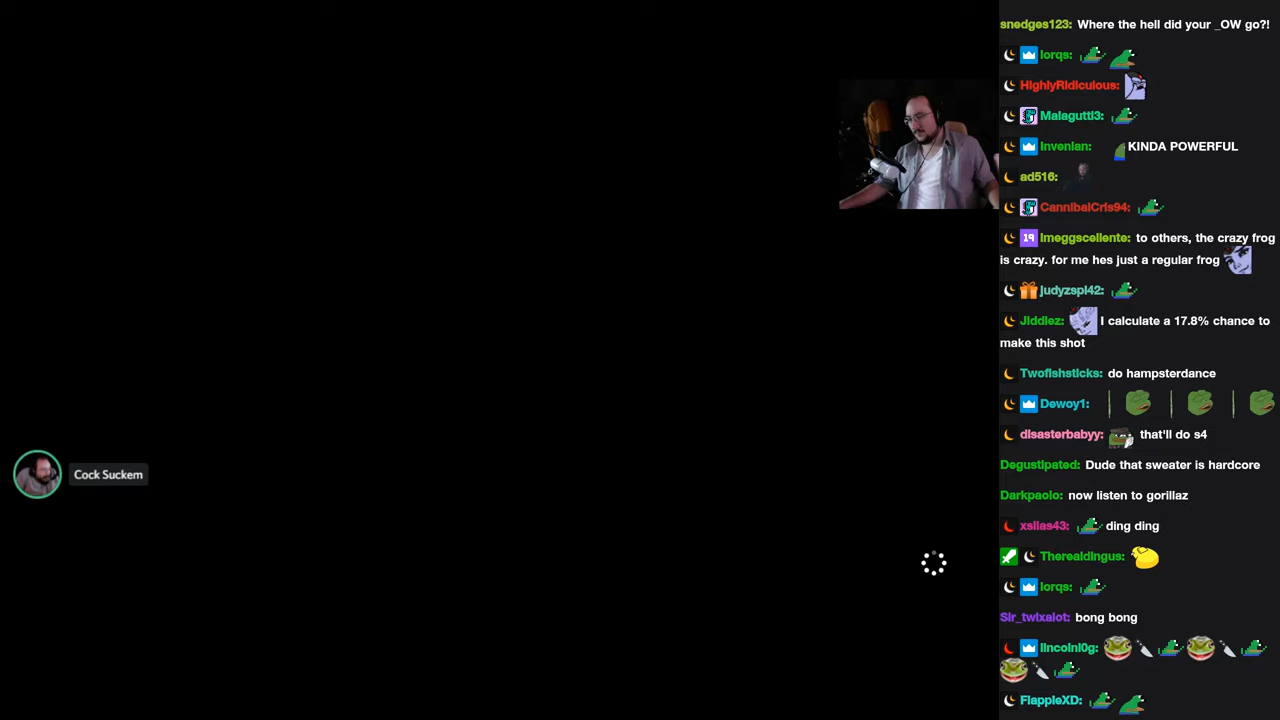 snedges123: Where the hell did your _OW go?!
lorqs:
HighlyRidiculous:
Malagutti3:
Invenian: KINDA POWERFUL
ad516:
CannibalCris94:
19 Imeggscellente: to others, the crazy frog
is crazy. for me hes just a regular frog
judyzspl42:
Jiddlez: I calculate a 17.8% chance to
make this shot
Twofishsticks: do hampsterdance
Dewoy1:
disasterbabyy: that'll do s4
Degustipated: Dude that sweater is hardcore
Cock Suckem
Darkpaolo: now listen to gorillaz
xsilas43: ding ding
Therealdingus:
lorqs:
Sir_twixalot: bong bong
lincolnl0g:
FlappleXD: